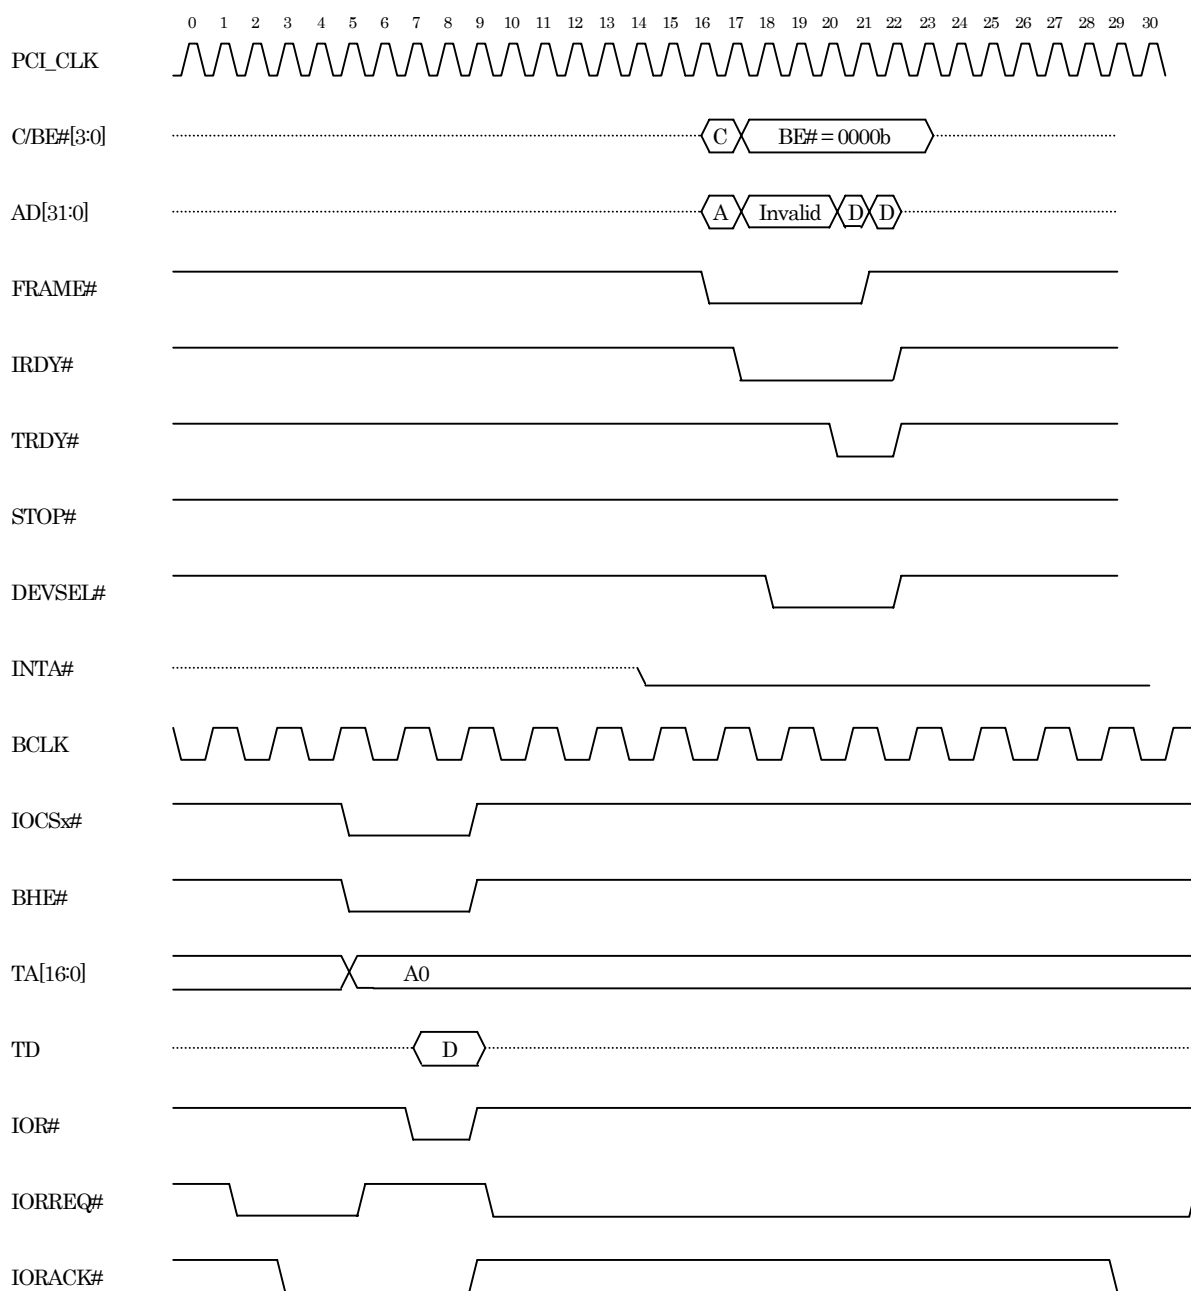 0 1 2 3 4 5 6 7 8 9 10 11 12 13 14 15 16 17 18 19 20 21 22 23 24 25 26 27 28 29 30
PCI_CLK
C/BE#[3:0] C BE# = 0000b
AD[31:0] A Invalid D D
FRAME#
IRDY#
TRDY#
STOP#
DEVSEL#
INTA#
BCLK
IOCSx#
BHE#
TA[16:0] A0
TD D
IOR#
IORREQ#
IORACK#